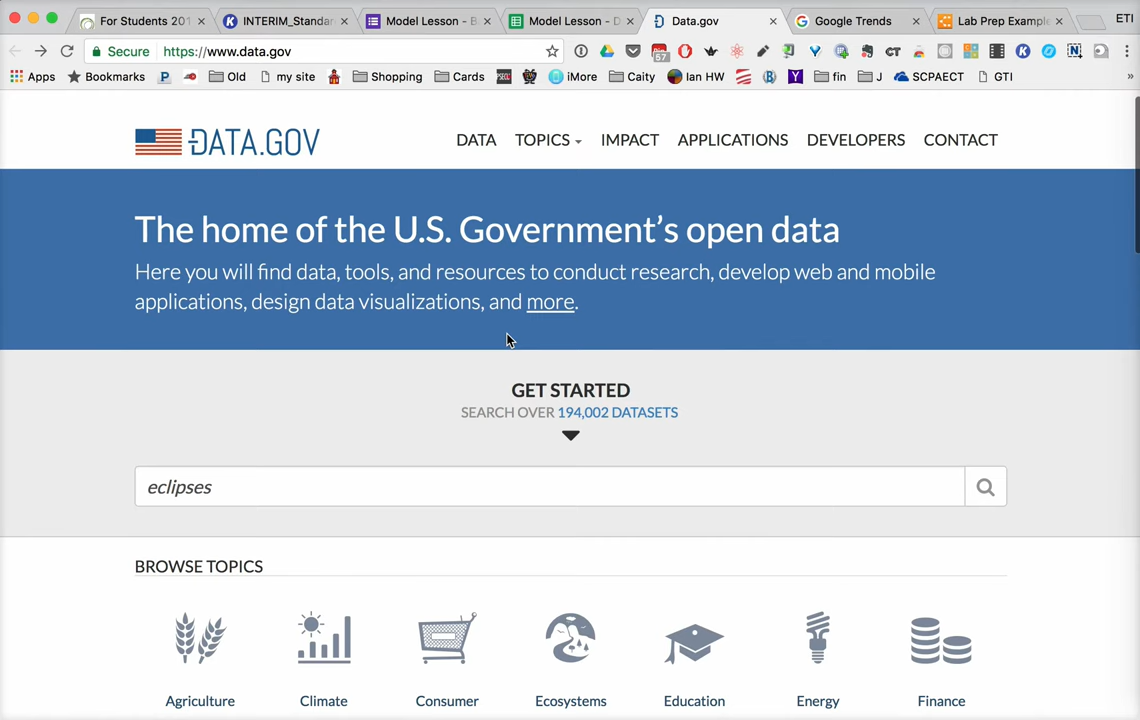 For Students 201
INTERIM_Standar
Model Lesson - B
Model Lesson - D
Data.gov
Google Trends
Lab Prep Example
ETI
Secure
https://www.data.gov
67
GT
Apps
Bookmarks
Old
my site
Shopping
Cards
iMore
Caity
Ian HW
fin
J
SCPAECT
GTI
»
DATA.GOV
DATA
TOPICS
IMPACT
APPLICATIONS
DEVELOPERS
CONTACT
The home of the U.S. Government's open data
Here you will find data, tools, and resources to conduct research, develop web and mobile
applications, design data visualizations, and more.
GET STARTED
SEARCH OVER 194,002 DATASETS
eclipses
BROWSE TOPICS
Agriculture
Climate
Consumer
Ecosystems
Education
Energy
Finance